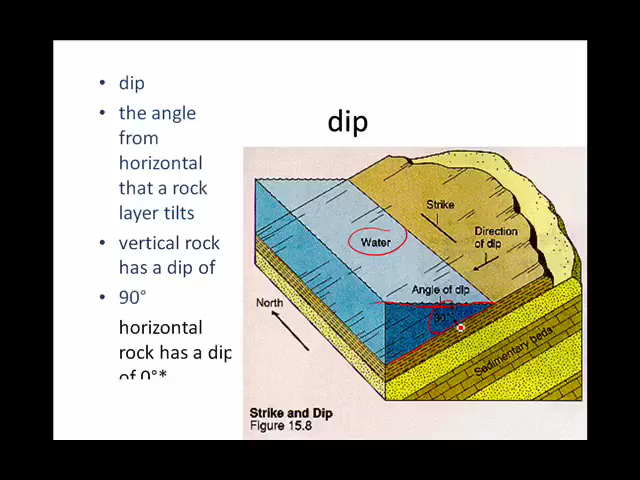 dip
• dip
• the angle
from
horizontal
that a rock
layer tilts
• vertical rock
has a dip of
• 90°
horizontal
rock has a dip
of 0°*
Strike
Water
Direction
of dip
Angle of dip
30°
North
Sedimentary beds
Strike and Dip
Figure 15.8